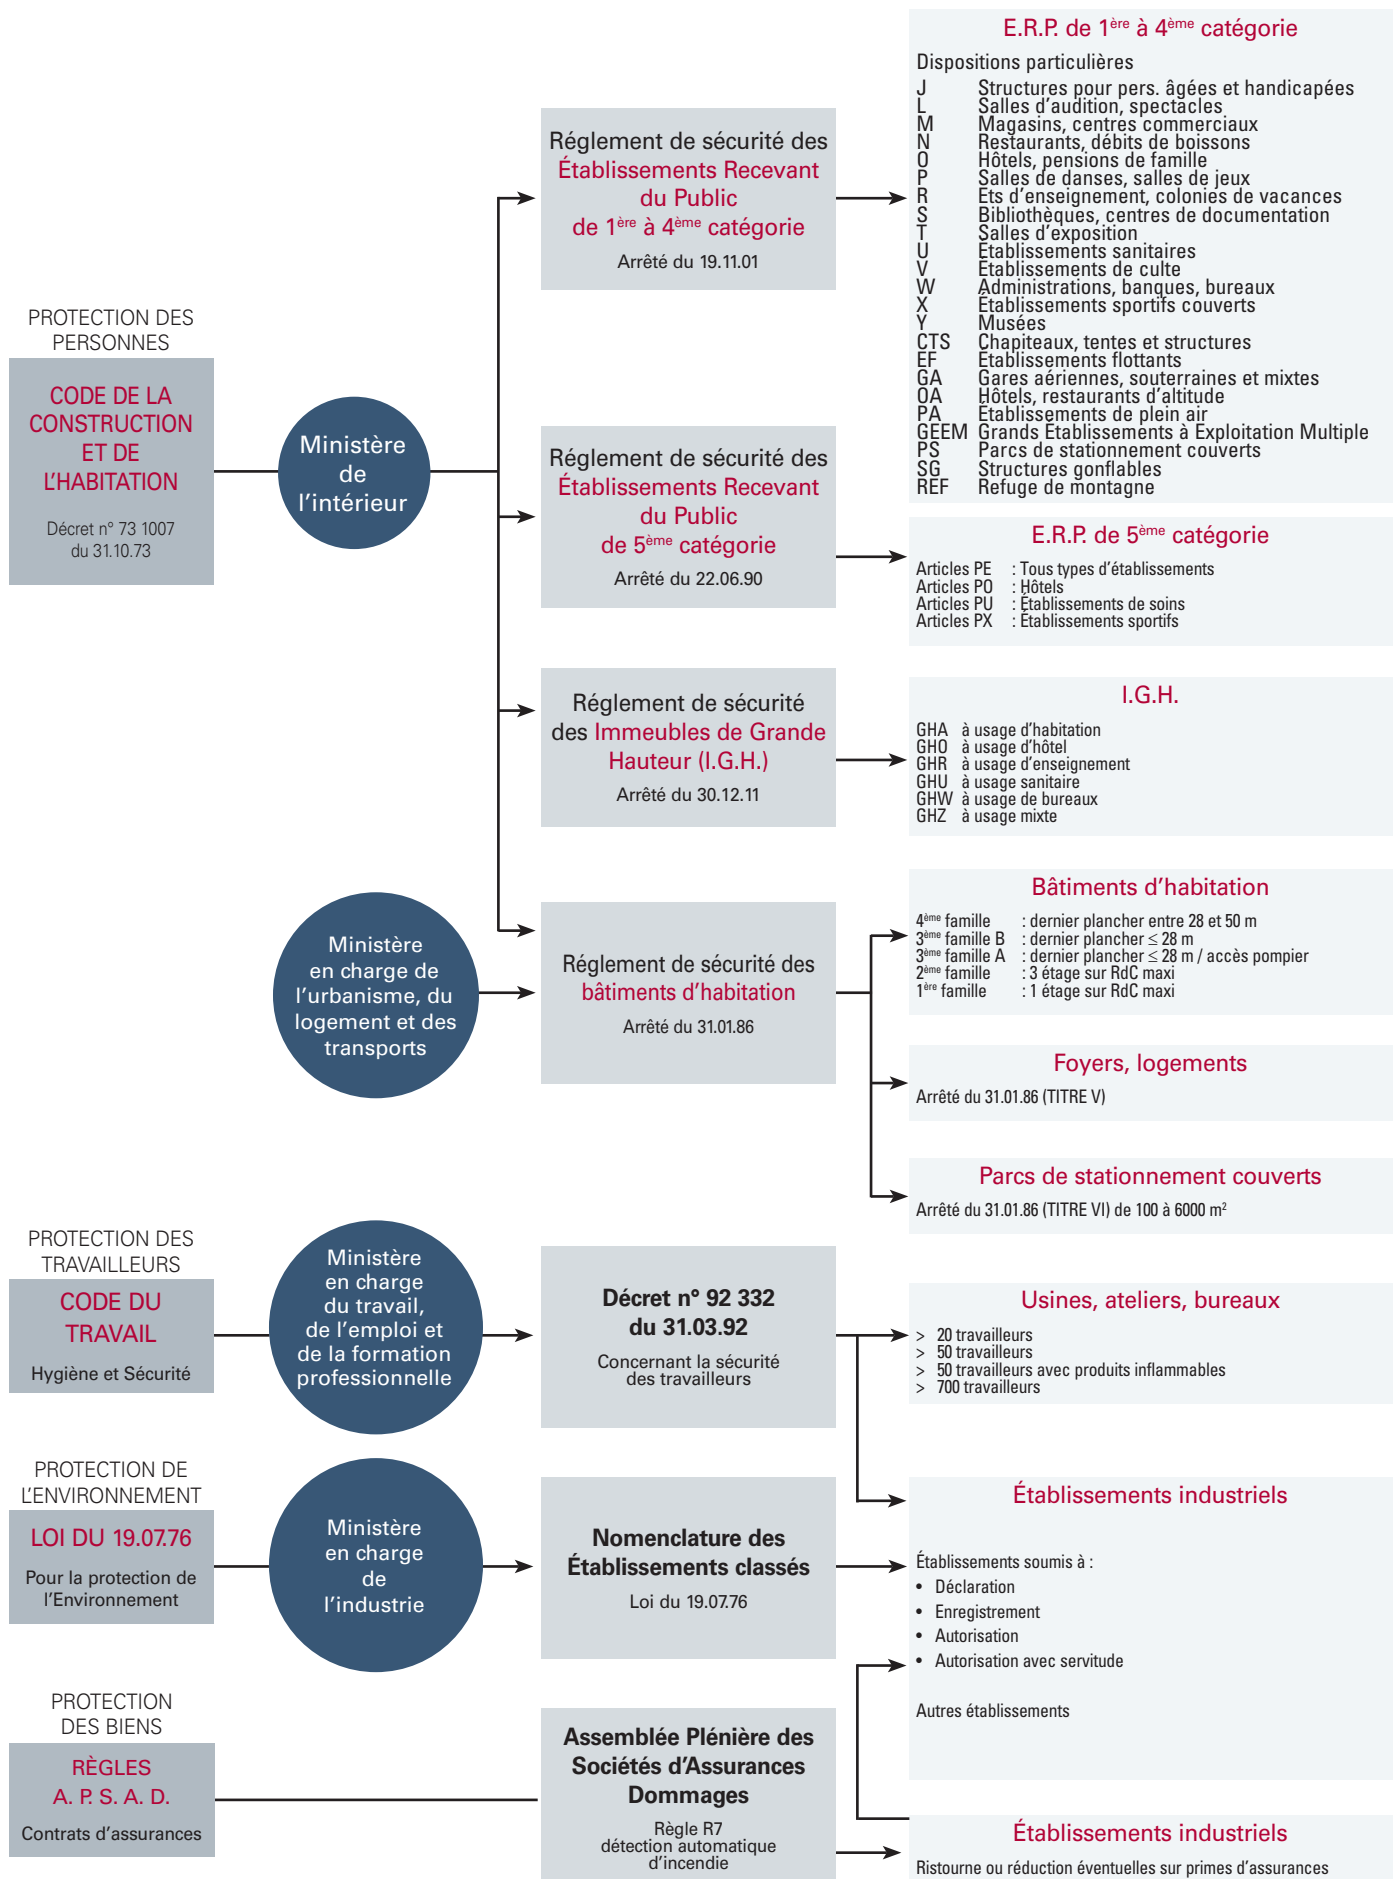 PROTECTION DES
PERSONNES
CODE DE LA
CONSTRUCTION
ET DE
L'HABITATION
Décret n° 73 1007
du 31.10.73
Ministère
de
l'intérieur
Réglement de sécurité des
Établissements Recevant
du Public
de 1ère à 4ème catégorie
Arrêté du 19.11.01
E.R.P. de 1ère à 4ème catégorie
Dispositions particulières
J Structures pour pers. âgées et handicapées
L Salles d'audition, spectacles
M Magasins, centres commerciaux
N Restaurants, débits de boissons
O Hôtels, pensions de famille
P Salles de danses, salles de jeux
R Ets d'enseignement, colonies de vacances
S Bibliothèques, centres de documentation
T Salles d'exposition
U Établissements sanitaires
V Établissements de culte
W Administrations, banques, bureaux
X Établissements sportifs couverts
Y Musées
CTS Chapiteaux, tentes et structures
EF Établissements flottants
GA Gares aériennes, souterraines et mixtes
OA Hôtels, restaurants d'altitude
PA Établissements de plein air
GEEM Grands Etablissements à Exploitation Multiple
PS Parcs de stationnement couverts
SG Structures gonflables
REF Refuge de montagne
Réglement de sécurité des
Établissements Recevant
du Public
de 5ème catégorie
Arrêté du 22.06.90
E.R.P. de 5ème catégorie
Articles PE : Tous types d'établissements
Articles PO : Hôtels
Articles PU : Établissements de soins
Articles PX : Établissements sportifs
Réglement de sécurité
des Immeubles de Grande
Hauteur (I.G.H.)
Arrêté du 30.12.11
I.G.H.
GHA à usage d'habitation
GHO à usage d'hôtel
GHR à usage d'enseignement
GHU à usage sanitaire
GHW à usage de bureaux
GHZ à usage mixte
Ministère
en charge de
l'urbanisme, du
logement et des
transports
Réglement de sécurité des
bâtiments d'habitation
Arrêté du 31.01.86
Bâtiments d'habitation
4ème famille : dernier plancher entre 28 et 50 m
3ème famille B : dernier plancher ≤ 28 m
3ème famille A : dernier plancher ≤ 28 m / accès pompier
2ème famille : 3 étage sur RdC maxi
1ère famille : 1 étage sur RdC maxi
Foyers, logements
Arrêté du 31.01.86 (TITRE V)
Parcs de stationnement couverts
Arrêté du 31.01.86 (TITRE VI) de 100 à 6000 m²
PROTECTION DES
TRAVAILLEURS
CODE DU
TRAVAIL
Hygiène et Sécurité
Ministère
en charge
du travail,
de l'emploi et
de la formation
professionnelle
Décret n° 92 332
du 31.03.92
Concernant la sécurité
des travailleurs
Usines, ateliers, bureaux
> 20 travailleurs
> 50 travailleurs
> 50 travailleurs avec produits inflammables
> 700 travailleurs
PROTECTION DE
L'ENVIRONNEMENT
LOI DU 19.07.76
Pour la protection de
l'Environnement
Ministère
en charge
de
l'industrie
Nomenclature des
Établissements classés
Loi du 19.07.76
Établissements industriels
Établissements soumis à :
• Déclaration
• Enregistrement
• Autorisation
• Autorisation avec servitude
Autres établissements
PROTECTION
DES BIENS
RÈGLES
A. P. S. A. D.
Contrats d'assurances
Assemblée Plénière des
Sociétés d'Assurances
Dommages
Règle R7
détection automatique
d'incendie
Établissements industriels
Ristourne ou réduction éventuelles sur primes d'assurances